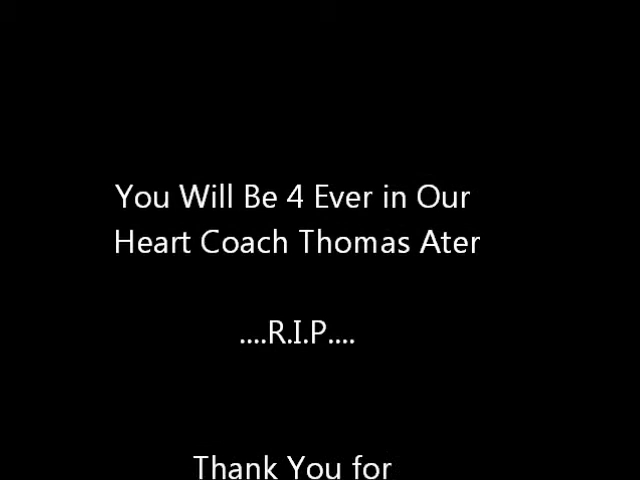 You Will Be 4 Ever in Our
Heart Coach Thomas Ater
....R.I.P....
Thank You for